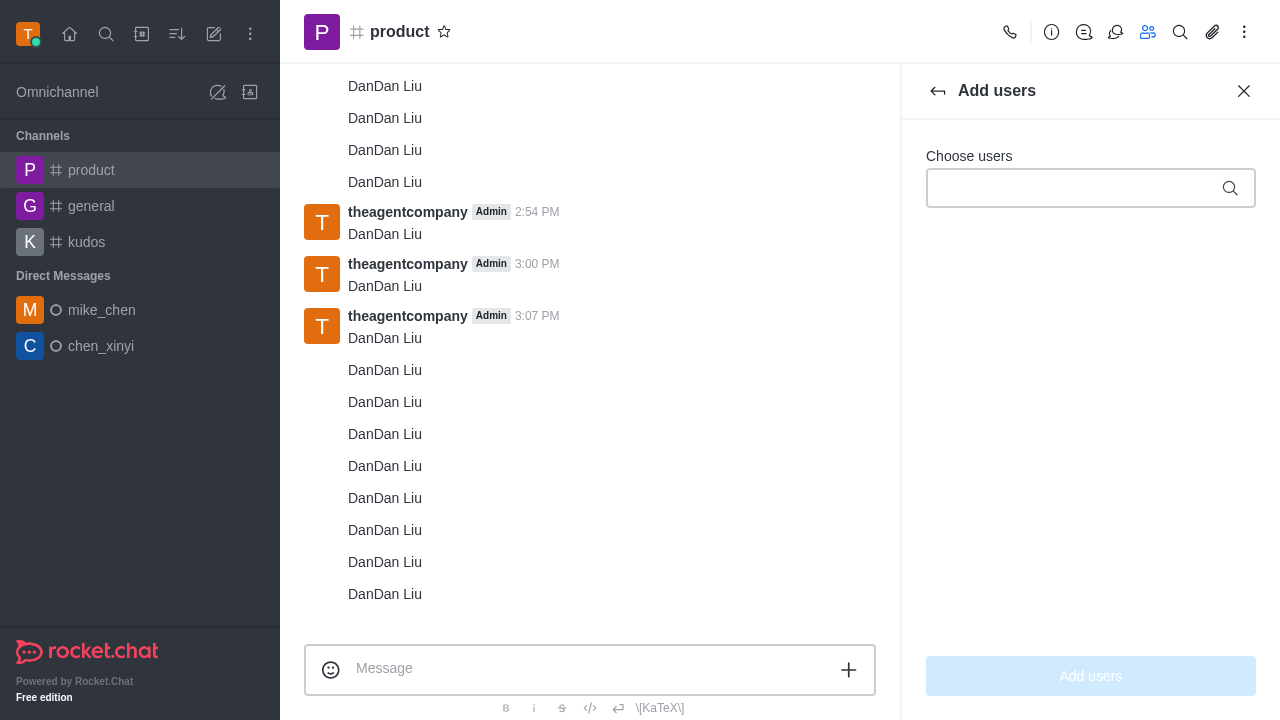 T
Omnichannel
Channels
P product
G general
K kudos
Direct Messages
M mike_chen
C chen_xinyi
rocket.chat
Powered by Rocket.Chat
Free edition
P product
DanDan Liu
DanDan Liu
DanDan Liu
DanDan Liu
T theagentcompany Admin 2:54 PM
DanDan Liu
T theagentcompany Admin 3:00 PM
DanDan Liu
T theagentcompany Admin 3:07 PM
DanDan Liu
DanDan Liu
DanDan Liu
DanDan Liu
DanDan Liu
DanDan Liu
DanDan Liu
DanDan Liu
DanDan Liu
Message
B i S \[KaTeX\]
Add users
Choose users
Add users